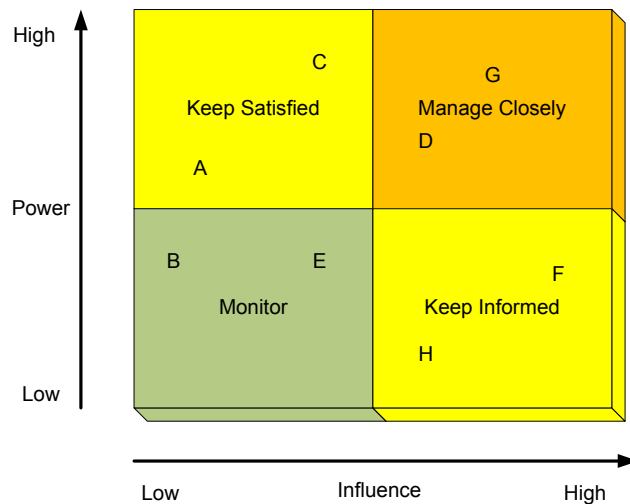 High
C
G
Keep Satisfied
Manage Closely
D
A
Power
B
E
F
Monitor
Keep Informed
H
Low
Low
Influence
High